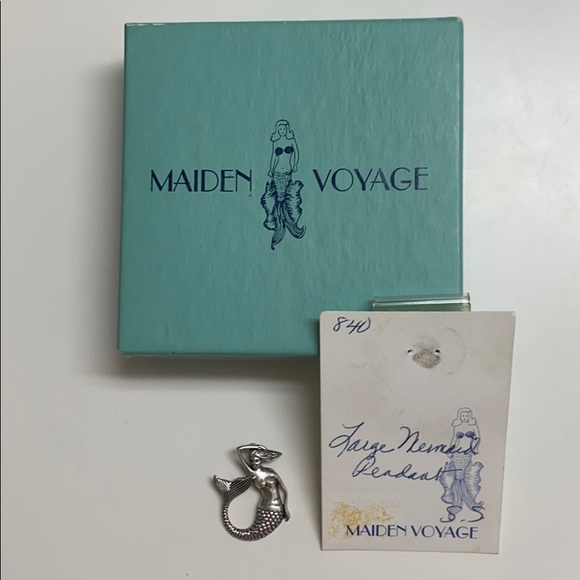 MAIDEN VOYAGE
840
Large Mermaid
Pendant
S.S
MAIDEN VOYAGE